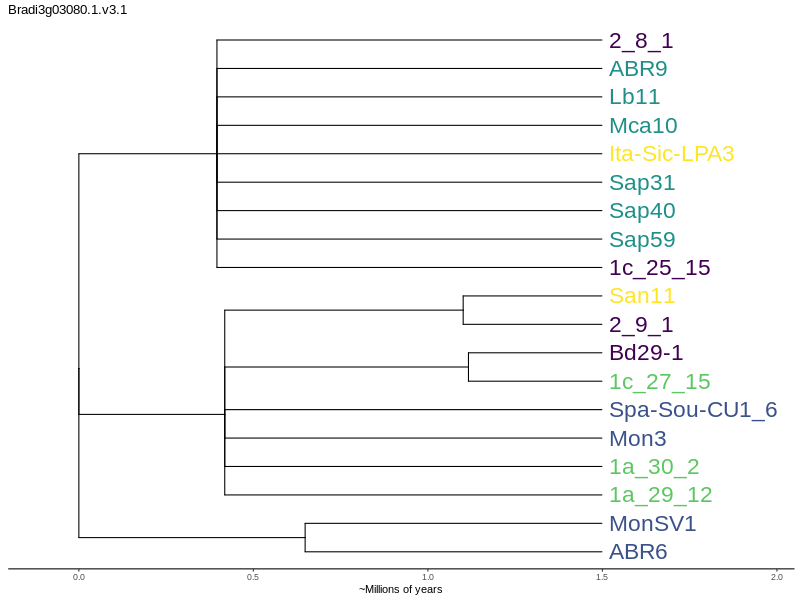 Bradi3g03080.1.v3.1
2_8_1
ABR9
Lb11
Mca10
Ita-Sic-LPA3
Sap31
Sap40
Sap59
1c_25_15
San11
2_9_1
Bd29-1
1c_27_15
Spa-Sou-CU1_6
Mon3
1a_30_2
1a_29_12
MonSV1
ABR6
0.0 0.5 1.0 1.5 2.0
~Millions of years